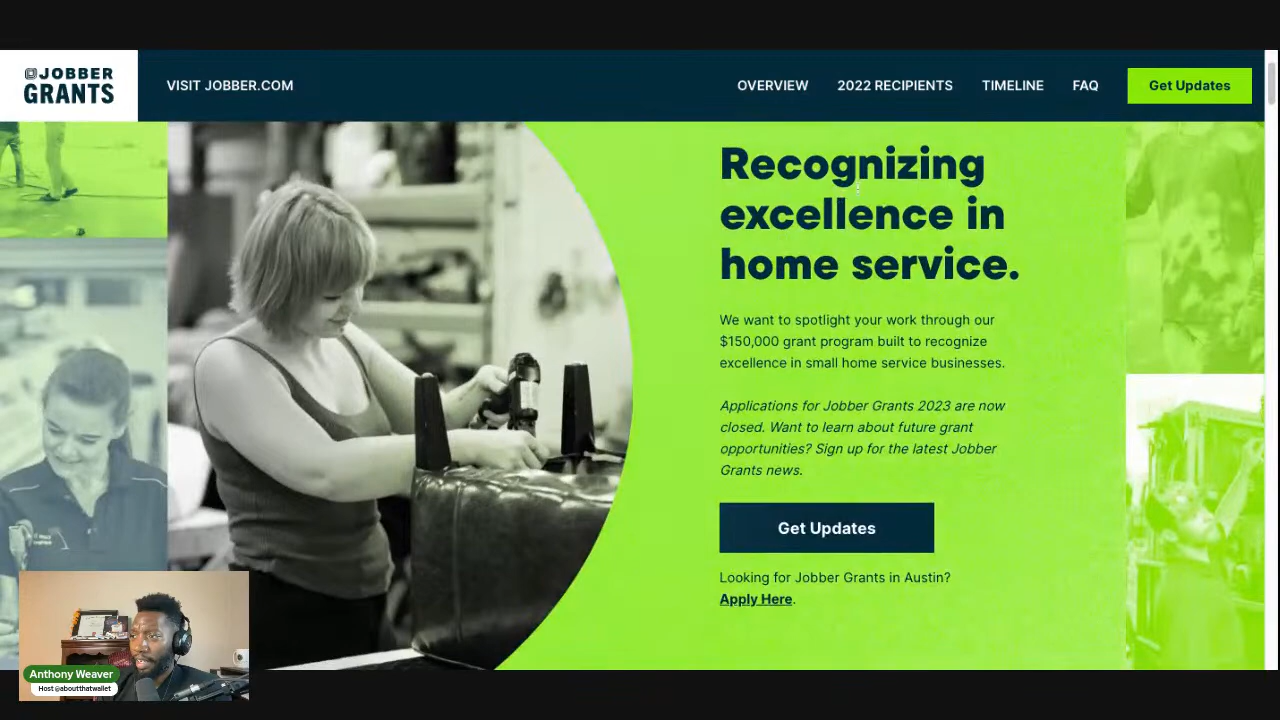 JOBBER
GRANTS
VISIT JOBBER.COM
OVERVIEW
2022 RECIPIENTS
TIMELINE
FAQ
Get Updates
Recognizing
excellence in
home service.
We want to spotlight your work through our
$150,000 grant program built to recognize
excellence in small home service businesses.
Applications for Jobber Grants 2023 are now
closed. Want to learn about future grant
opportunities? Sign up for the latest Jobber
Grants news.
Get Updates
Looking for Jobber Grants in Austin?
Apply Here.
Anthony Weaver
Host @aboutthatwallet